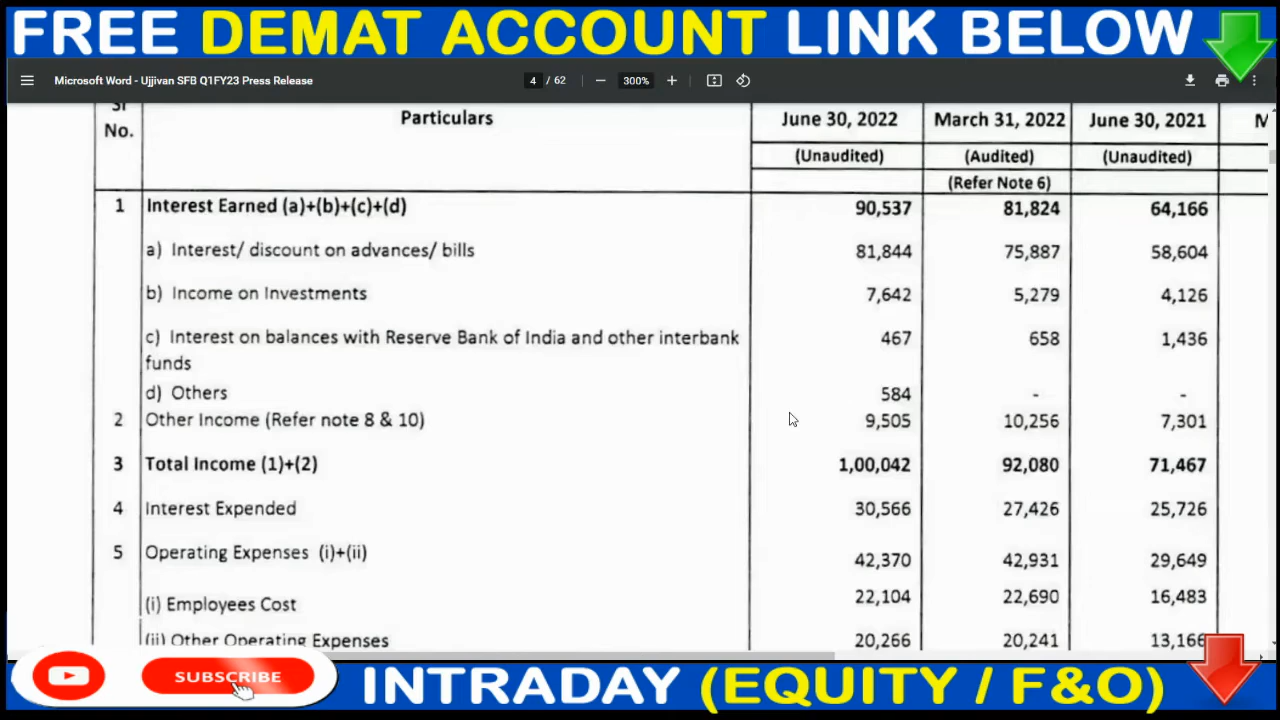 FREE DEMAT ACCOUNT LINK BELOW
Microsoft Word - Ujjivan SFB Q1FY23 Press Release 4 / 62 300%
Sr No. Particulars June 30, 2022 March 31, 2022 June 30, 2021 M
(Unaudited) (Audited) (Unaudited)
(Refer Note 6)
1 Interest Earned (a)+(b)+(c)+(d) 90,537 81,824 64,166
a) Interest/ discount on advances/ bills 81,844 75,887 58,604
b) Income on Investments 7,642 5,279 4,126
c) Interest on balances with Reserve Bank of India and other interbank 467 658 1,436
funds
d) Others 584 - -
2 Other Income (Refer note 8 & 10) 9,505 10,256 7,301
3 Total Income (1)+(2) 1,00,042 92,080 71,467
4 Interest Expended 30,566 27,426 25,726
5 Operating Expenses (i)+(ii) 42,370 42,931 29,649
(i) Employees Cost 22,104 22,690 16,483
(ii) Other Operating Expenses 20,266 20,241 13,166
SUBSCRIBE
INTRADAY (EQUITY / F&O)